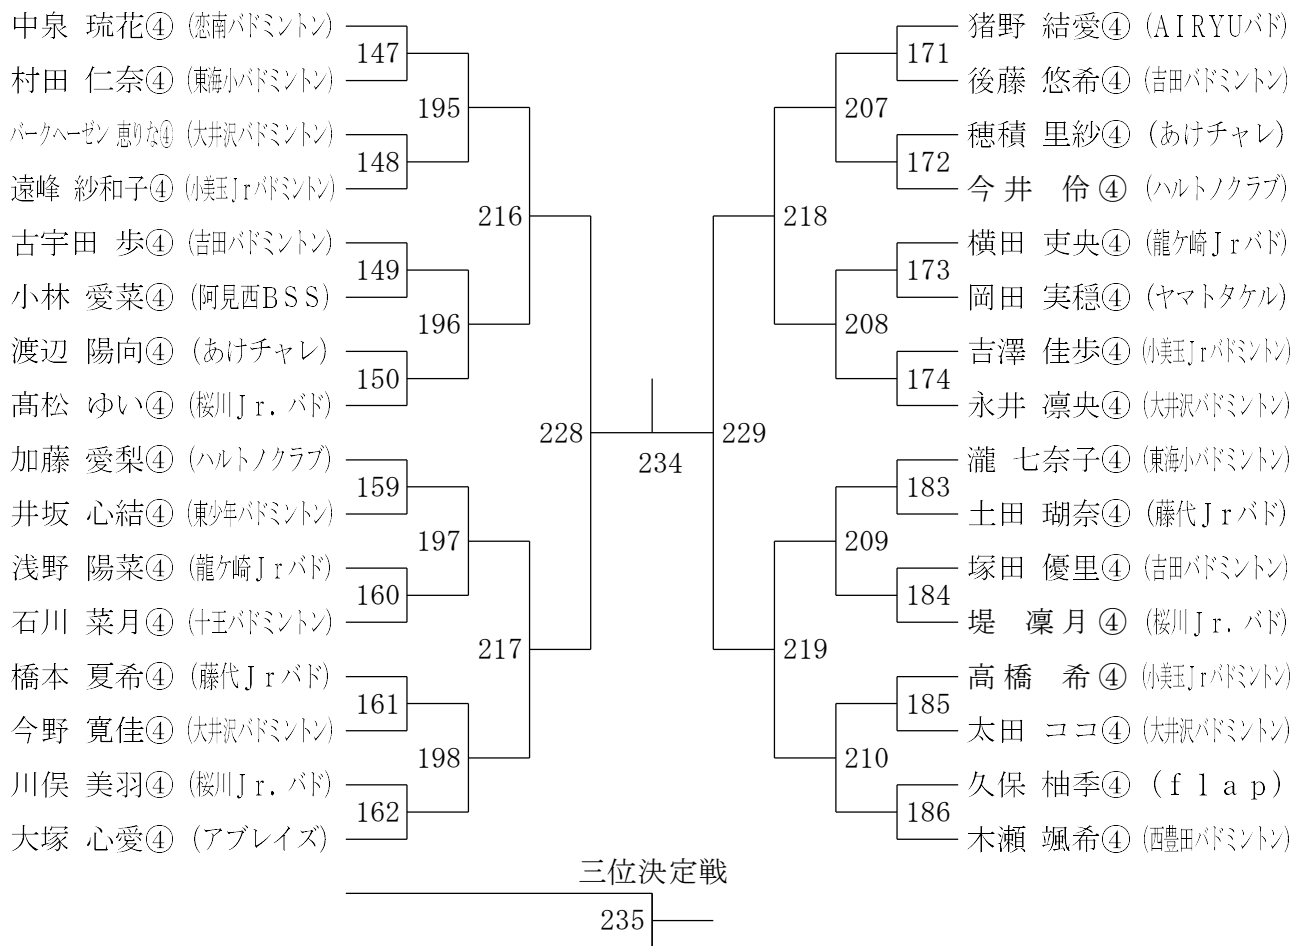 中泉 琉花④ (恋南バドミントン)
村田 仁奈④ (東海小バドミントン)
バークヘーゼン 恵りな④ (大井沢バドミントン)
遠峰 紗和子④ (小美玉Jrバドミントン)
古宇田 歩④ (吉田バドミントン)
小林 愛菜④ (阿見西BSS)
渡辺 陽向④ (あけチャレ)
髙松 ゆい④ (桜川Jr.バド)
加藤 愛梨④ (ハルトノクラブ)
井坂 心結④ (東少年バドミントン)
浅野 陽菜④ (龍ケ崎Jrバド)
石川 菜月④ (十王バドミントン)
橋本 夏希④ (藤代Jrバド)
今野 寛佳④ (大井沢バドミントン)
川俣 美羽④ (桜川Jr.バド)
大塚 心愛④ (アブレイズ)
147
148
149
150
159
160
161
162
195
196
197
198
216
217
228
234
229
218
219
207
208
209
210
171
172
173
174
183
184
185
186
猪野 結愛④ (AIRYUバド)
後藤 悠希④ (吉田バドミントン)
穂積 里紗④ (あけチャレ)
今井 伶④ (ハルトノクラブ)
横田 吏央④ (龍ケ崎Jrバド)
岡田 実穏④ (ヤマトタケル)
吉澤 佳歩④ (小美玉Jrバドミントン)
永井 凛央④ (大井沢バドミントン)
瀧 七奈子④ (東海小バドミントン)
土田 瑚奈④ (藤代Jrバド)
塚田 優里④ (吉田バドミントン)
堤 凜月④ (桜川Jr.バド)
高橋 希④ (小美玉Jrバドミントン)
太田 ココ④ (大井沢バドミントン)
久保 柚季④ (flap)
木瀬 颯希④ (西豊田バドミントン)
三位決定戦
235